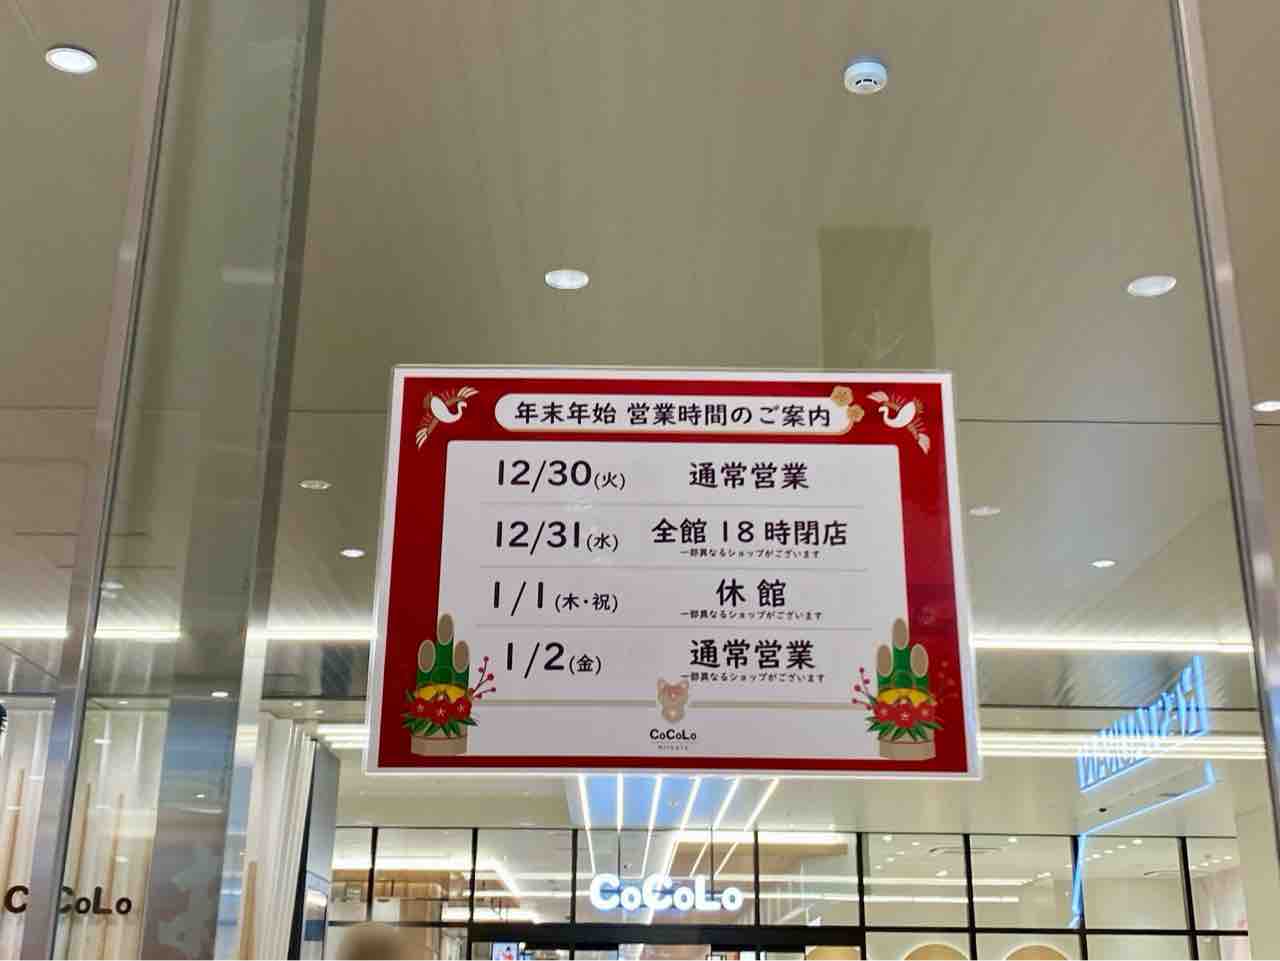 年末年始 営業時間のご案内
12/30(火) 通常営業
12/31(水) 全館 18時閉店
一部異なるショップがございます
1/1(木・祝) 休館
一部異なるショップがございます
1/2(金) 通常営業
一部異なるショップがございます
CoCoLo
NIIGATA
CoCoLo
CoCoLo